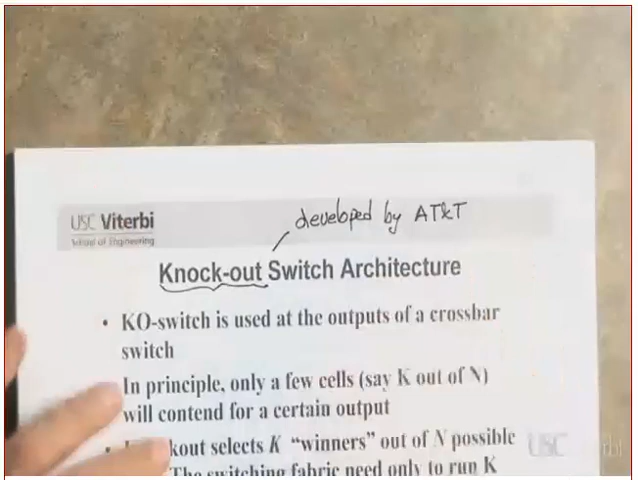 USC Viterbi
School of Engineering
developed by AT&T
Knock-out Switch Architecture
• KO-switch is used at the outputs of a crossbar
switch
In principle, only a few cells (say K out of N)
will contend for a certain output
• kout selects K “winners” out of N possible
The switching fabric need only to run K
USC